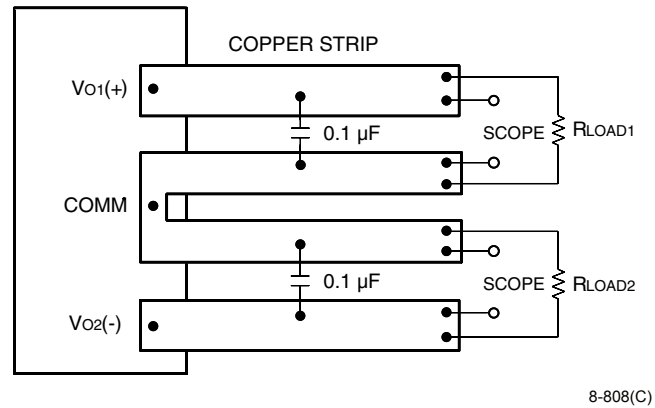 COPPER STRIP
VO1(+)
0.1 µF
SCOPE
RLOAD1
COMM
0.1 µF
SCOPE
RLOAD2
VO2(-)
8-808(C)